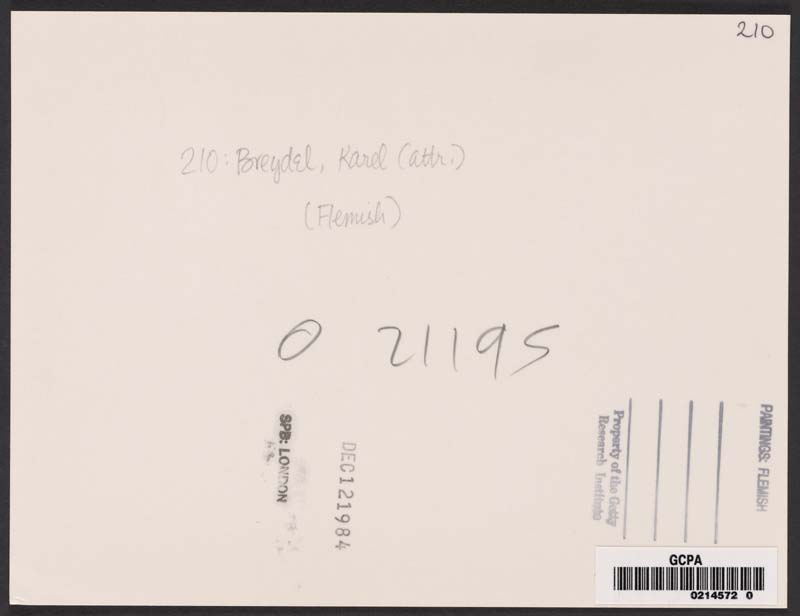 210
210: Breydel, Karel (attr.)
(Flemish)
0 21195
SPB: LONDON
DEC121984
Property of the Getty
Research Institute
PAINTINGS: FLEMISH
GCPA
0214572 0